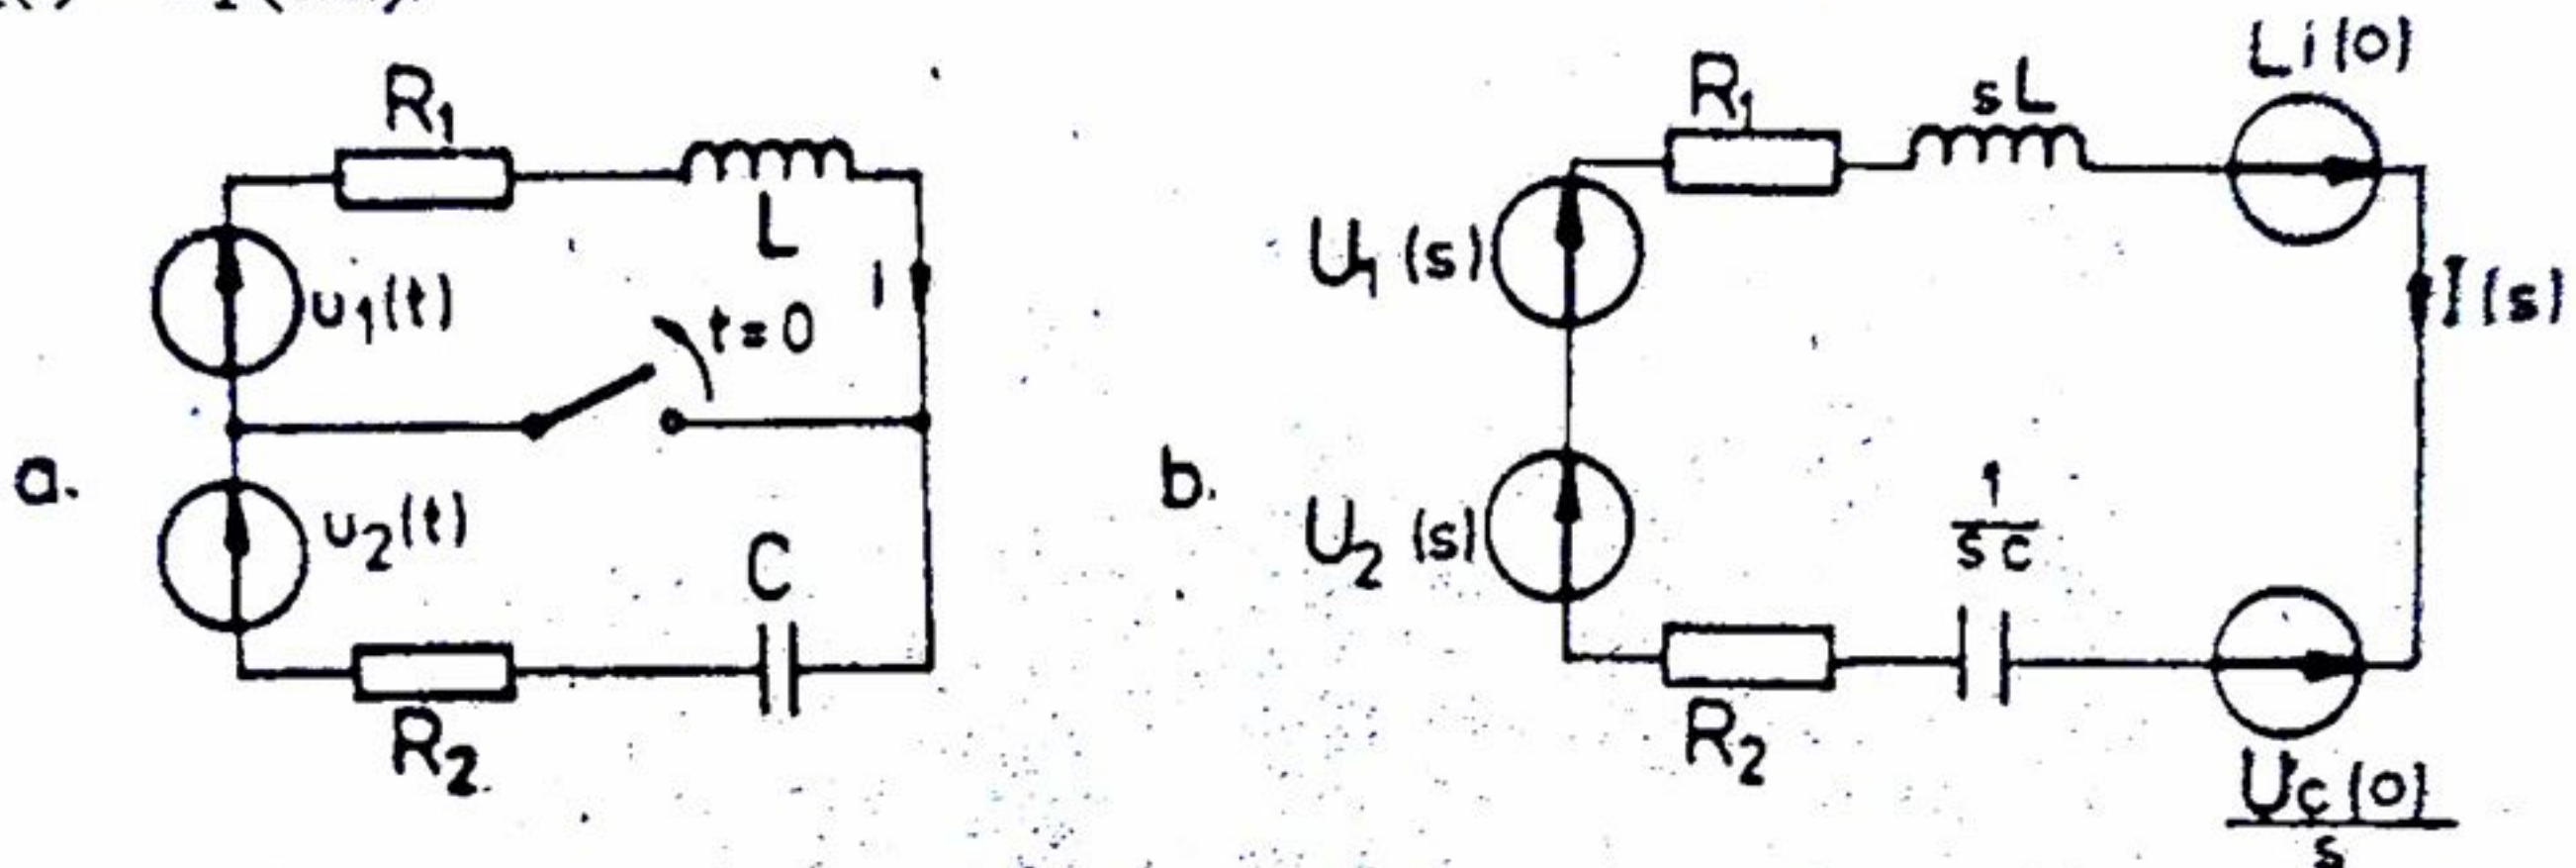 a.
R1
L
u1(t)
i
t=0
u2(t)
C
R2
b.
R1
sL
Li(0)
U1(s)
I(s)
U2(s)
1
sC
R2
Uc(0)
s